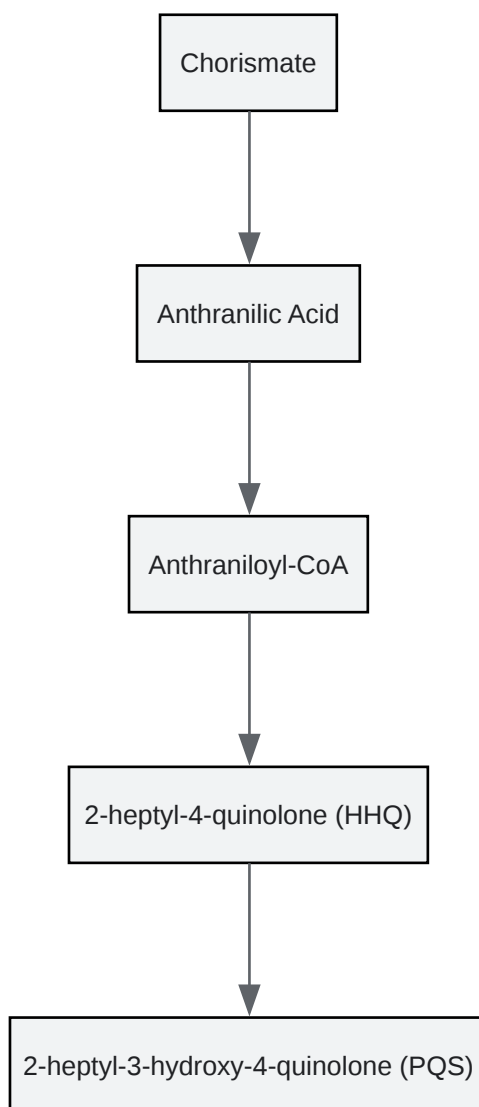 Chorismate
Anthranilic Acid
Anthraniloyl-CoA
2-heptyl-4-quinolone (HHQ)
2-heptyl-3-hydroxy-4-quinolone (PQS)